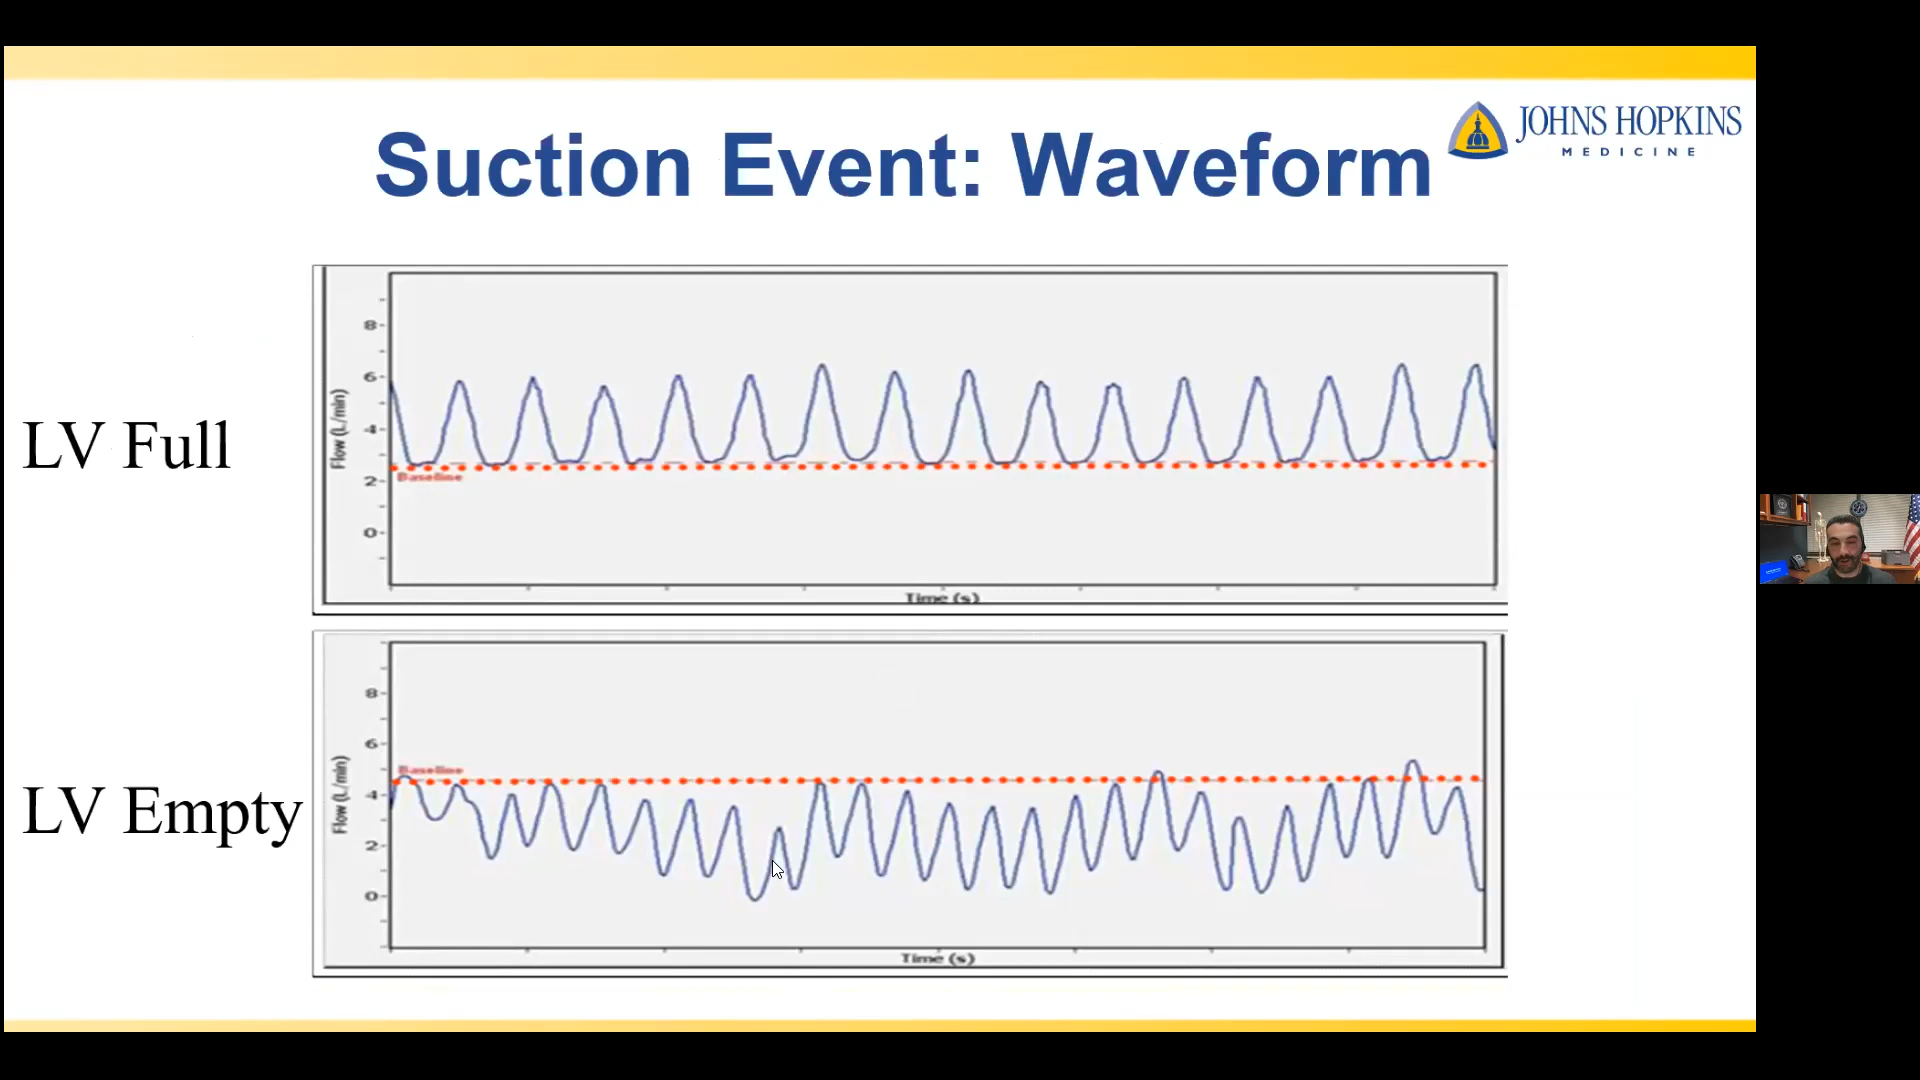 Suction Event: Waveform
JOHNS HOPKINS
MEDICINE
LV Full
Flow (L/min)
8
6
4
2
0
Baseline
Time (s)
LV Empty
Flow (L/min)
8
6
4
2
0
Baseline
Time (s)